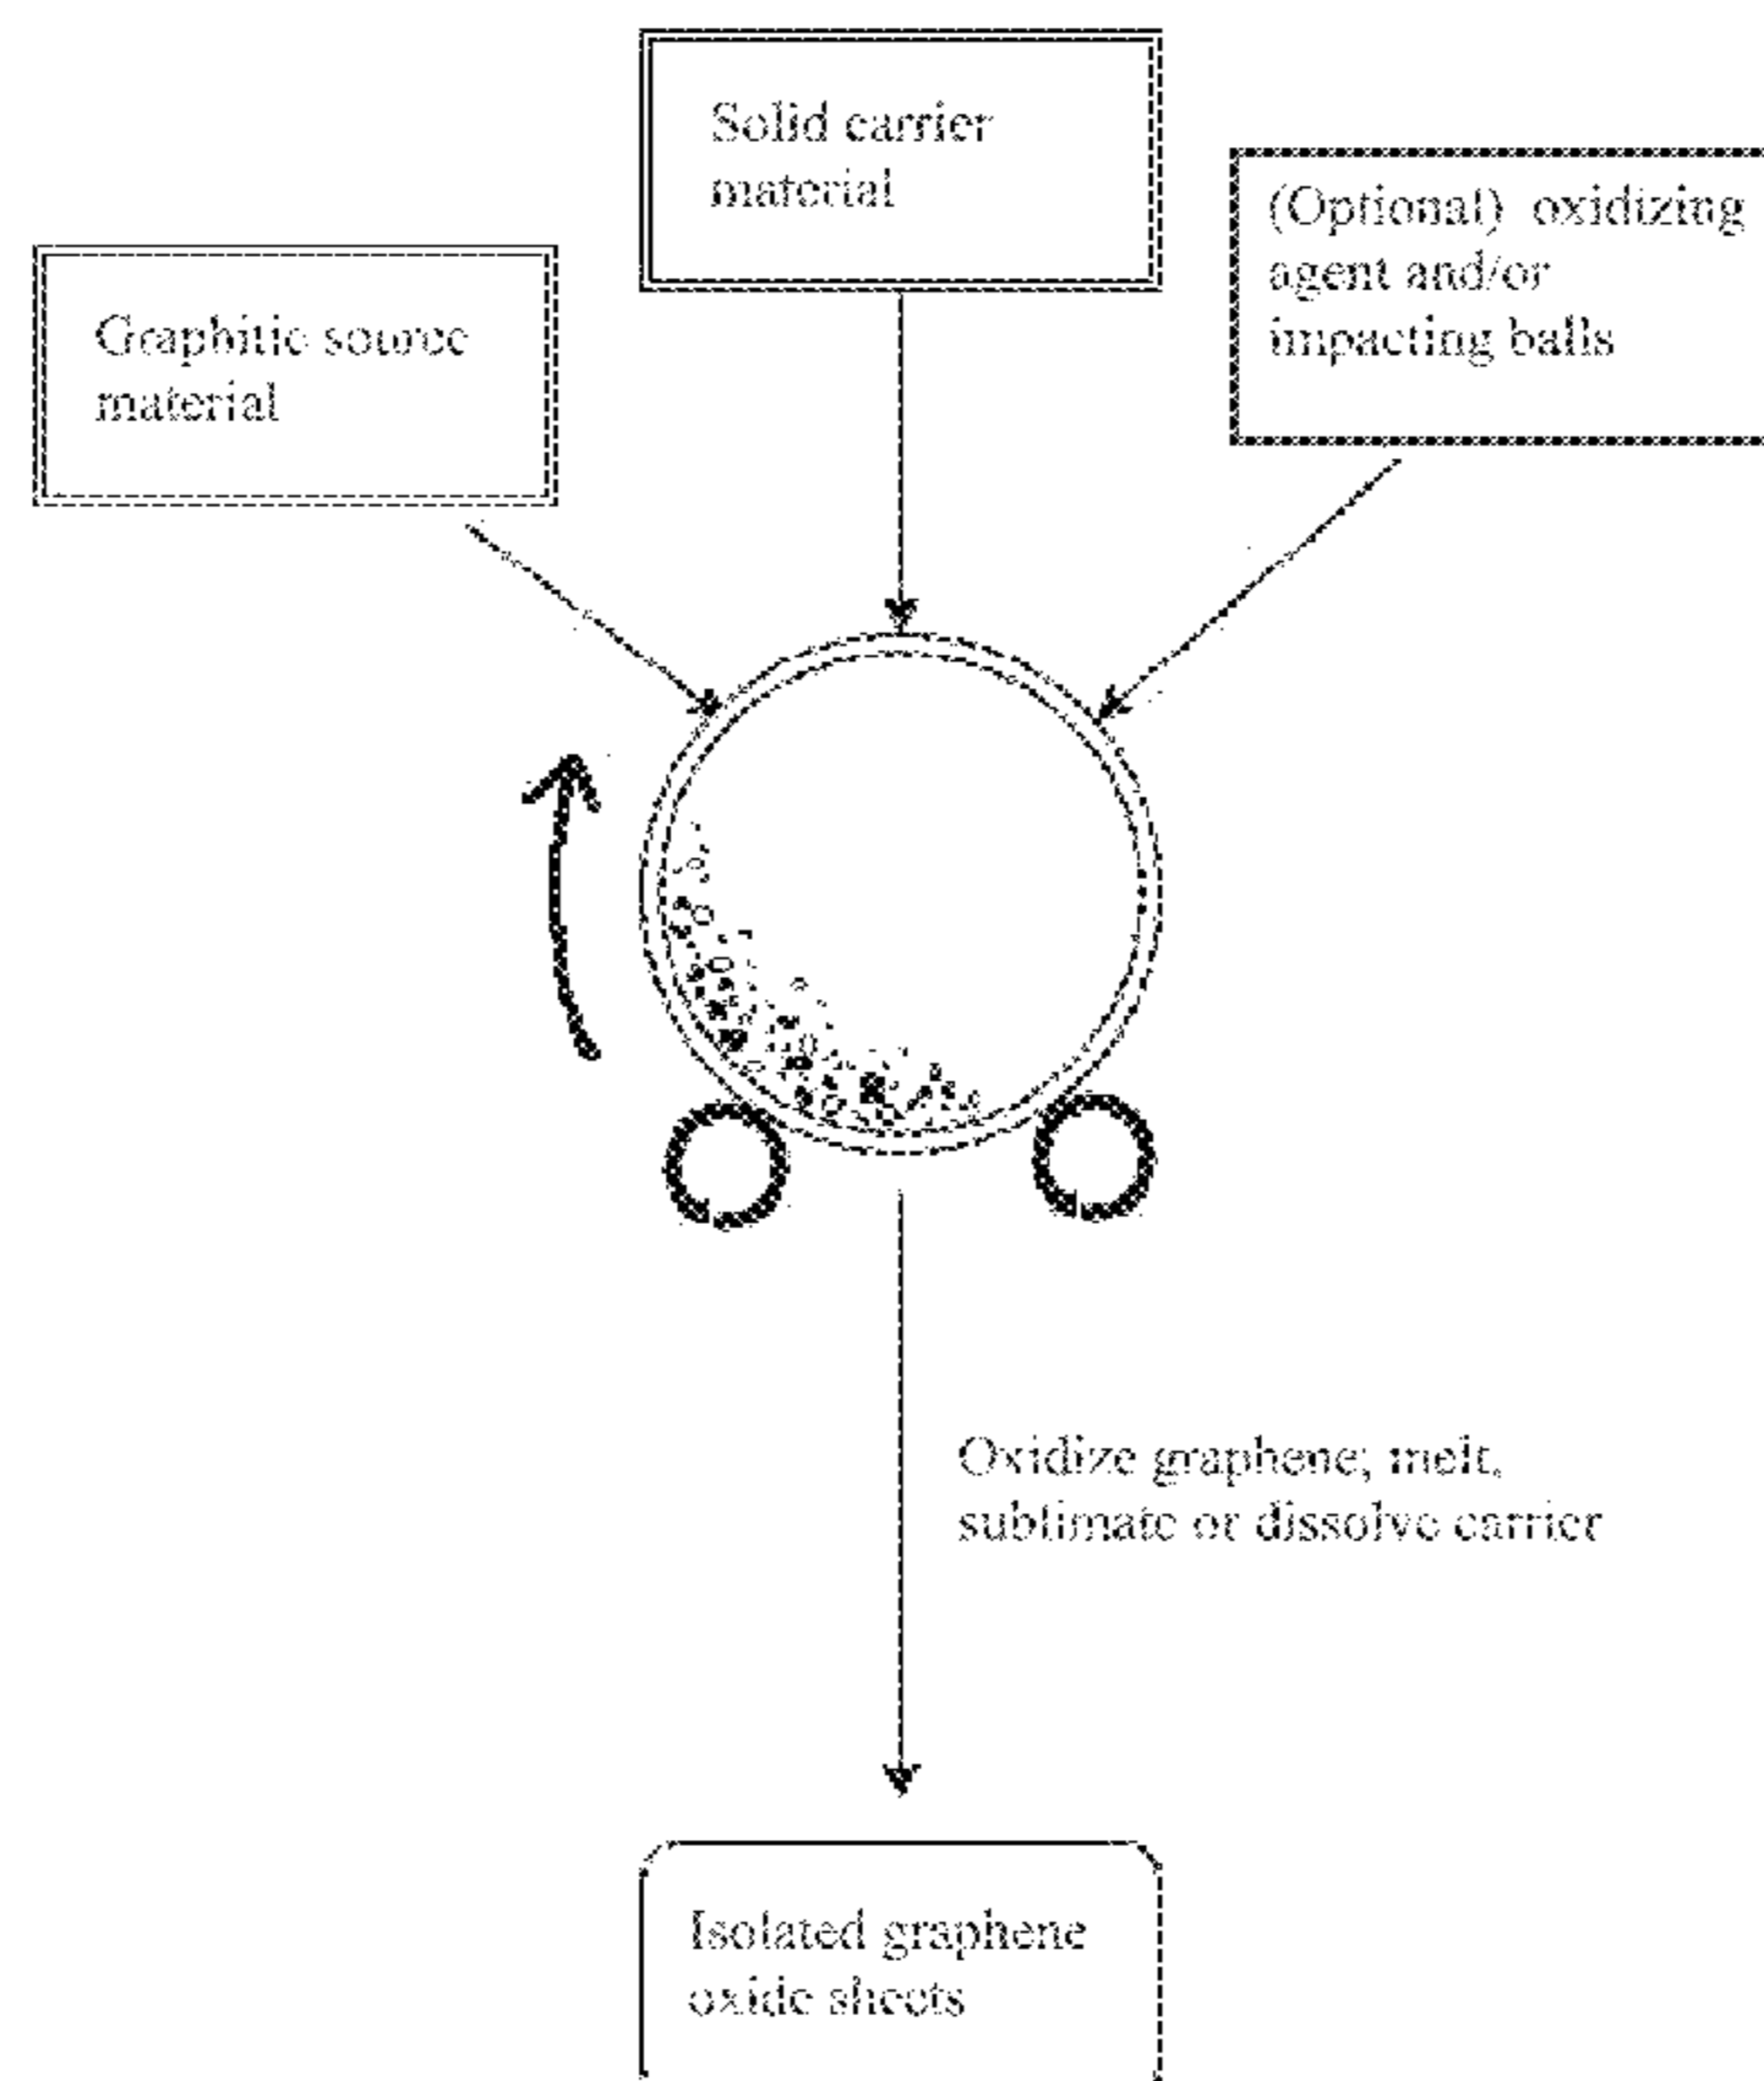 Solid carrier
material
(Optional) oxidizing
agent and/or
impacting balls
Graphitic source
material
Oxidize graphene; melt,
sublimate or dissolve carrier
Isolated graphene
oxide sheets